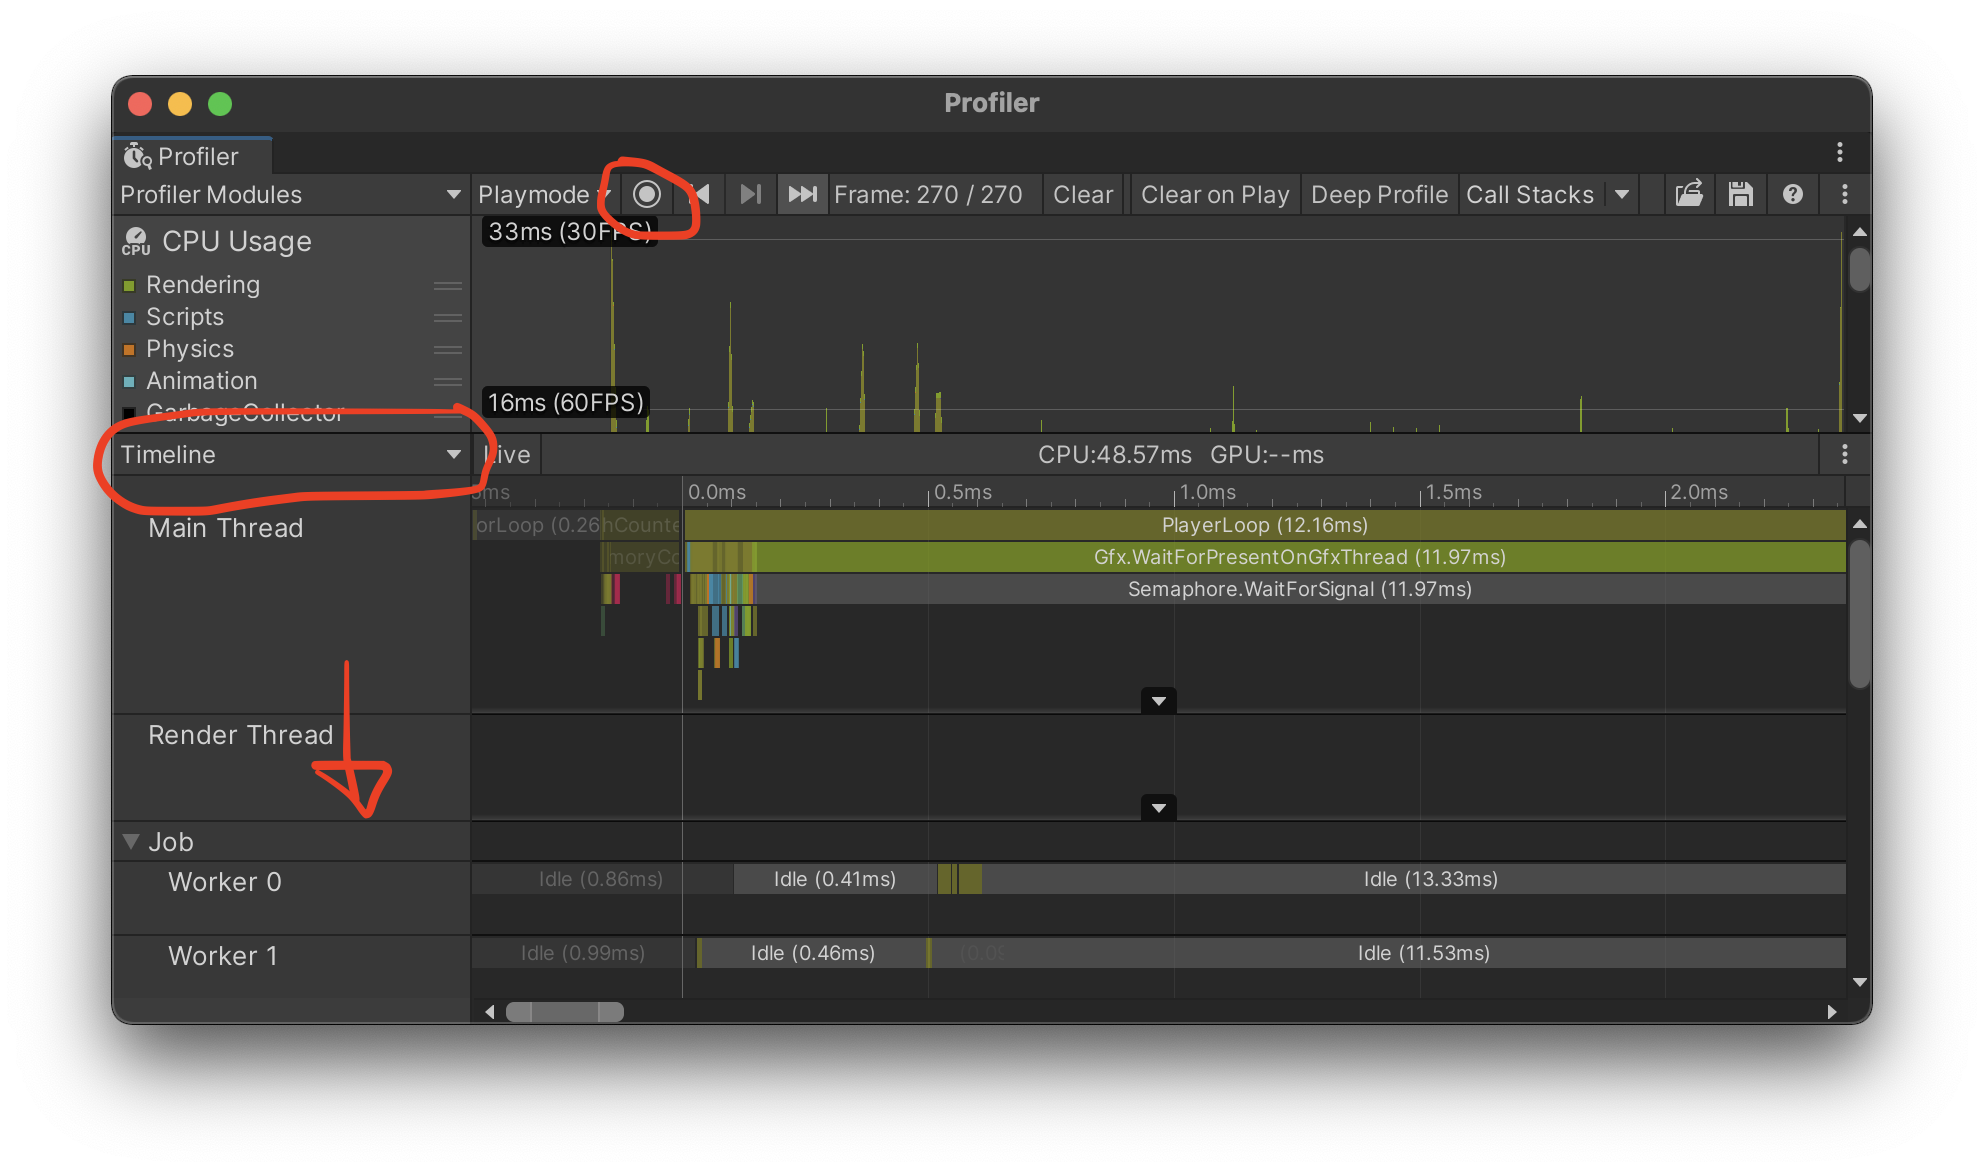 Profiler
Profiler
Profiler Modules
Playmode
Frame: 270 / 270
Clear
Clear on Play
Deep Profile
Call Stacks
CPU
CPU Usage
33ms (30FPS)
Rendering
Scripts
Physics
Animation
GarbageCollector
16ms (60FPS)
Timeline
Live
CPU:48.57ms GPU:--ms
0.0ms
0.5ms
1.0ms
1.5ms
2.0ms
Main Thread
orLoop (0.26
hCounte
PlayerLoop (12.16ms)
moryCo
Gfx.WaitForPresentOnGfxThread (11.97ms)
Semaphore.WaitForSignal (11.97ms)
Render Thread
Job
Worker 0
Idle (0.86ms)
Idle (0.41ms)
Idle (13.33ms)
Worker 1
Idle (0.99ms)
Idle (0.46ms)
(0.09
Idle (11.53ms)